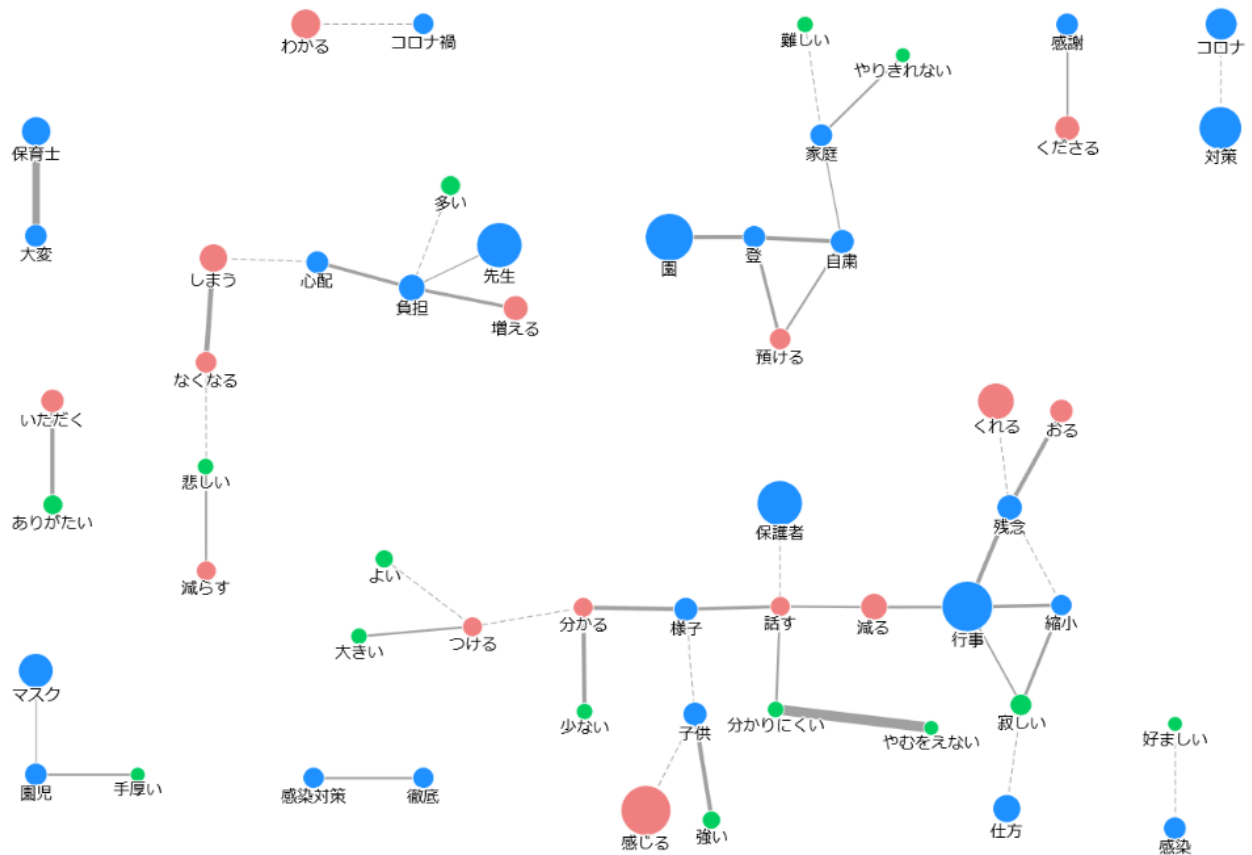 わかる
コロナ禍
難しい
やりきれない
感謝
コロナ
保育士
家庭
くださる
対策
多い
大変
しまう
心配
先生
園
登
自粛
負担
増える
預ける
なくなる
いただく
くれる
おる
悲しい
ありがたい
残念
保護者
よい
減らす
分かる
様子
話す
減る
行事
縮小
大きい
つける
マスク
少ない
子供
分かりにくい
やむをえない
寂しい
好ましい
園児
手厚い
感染対策
徹底
感じる
強い
仕方
感染